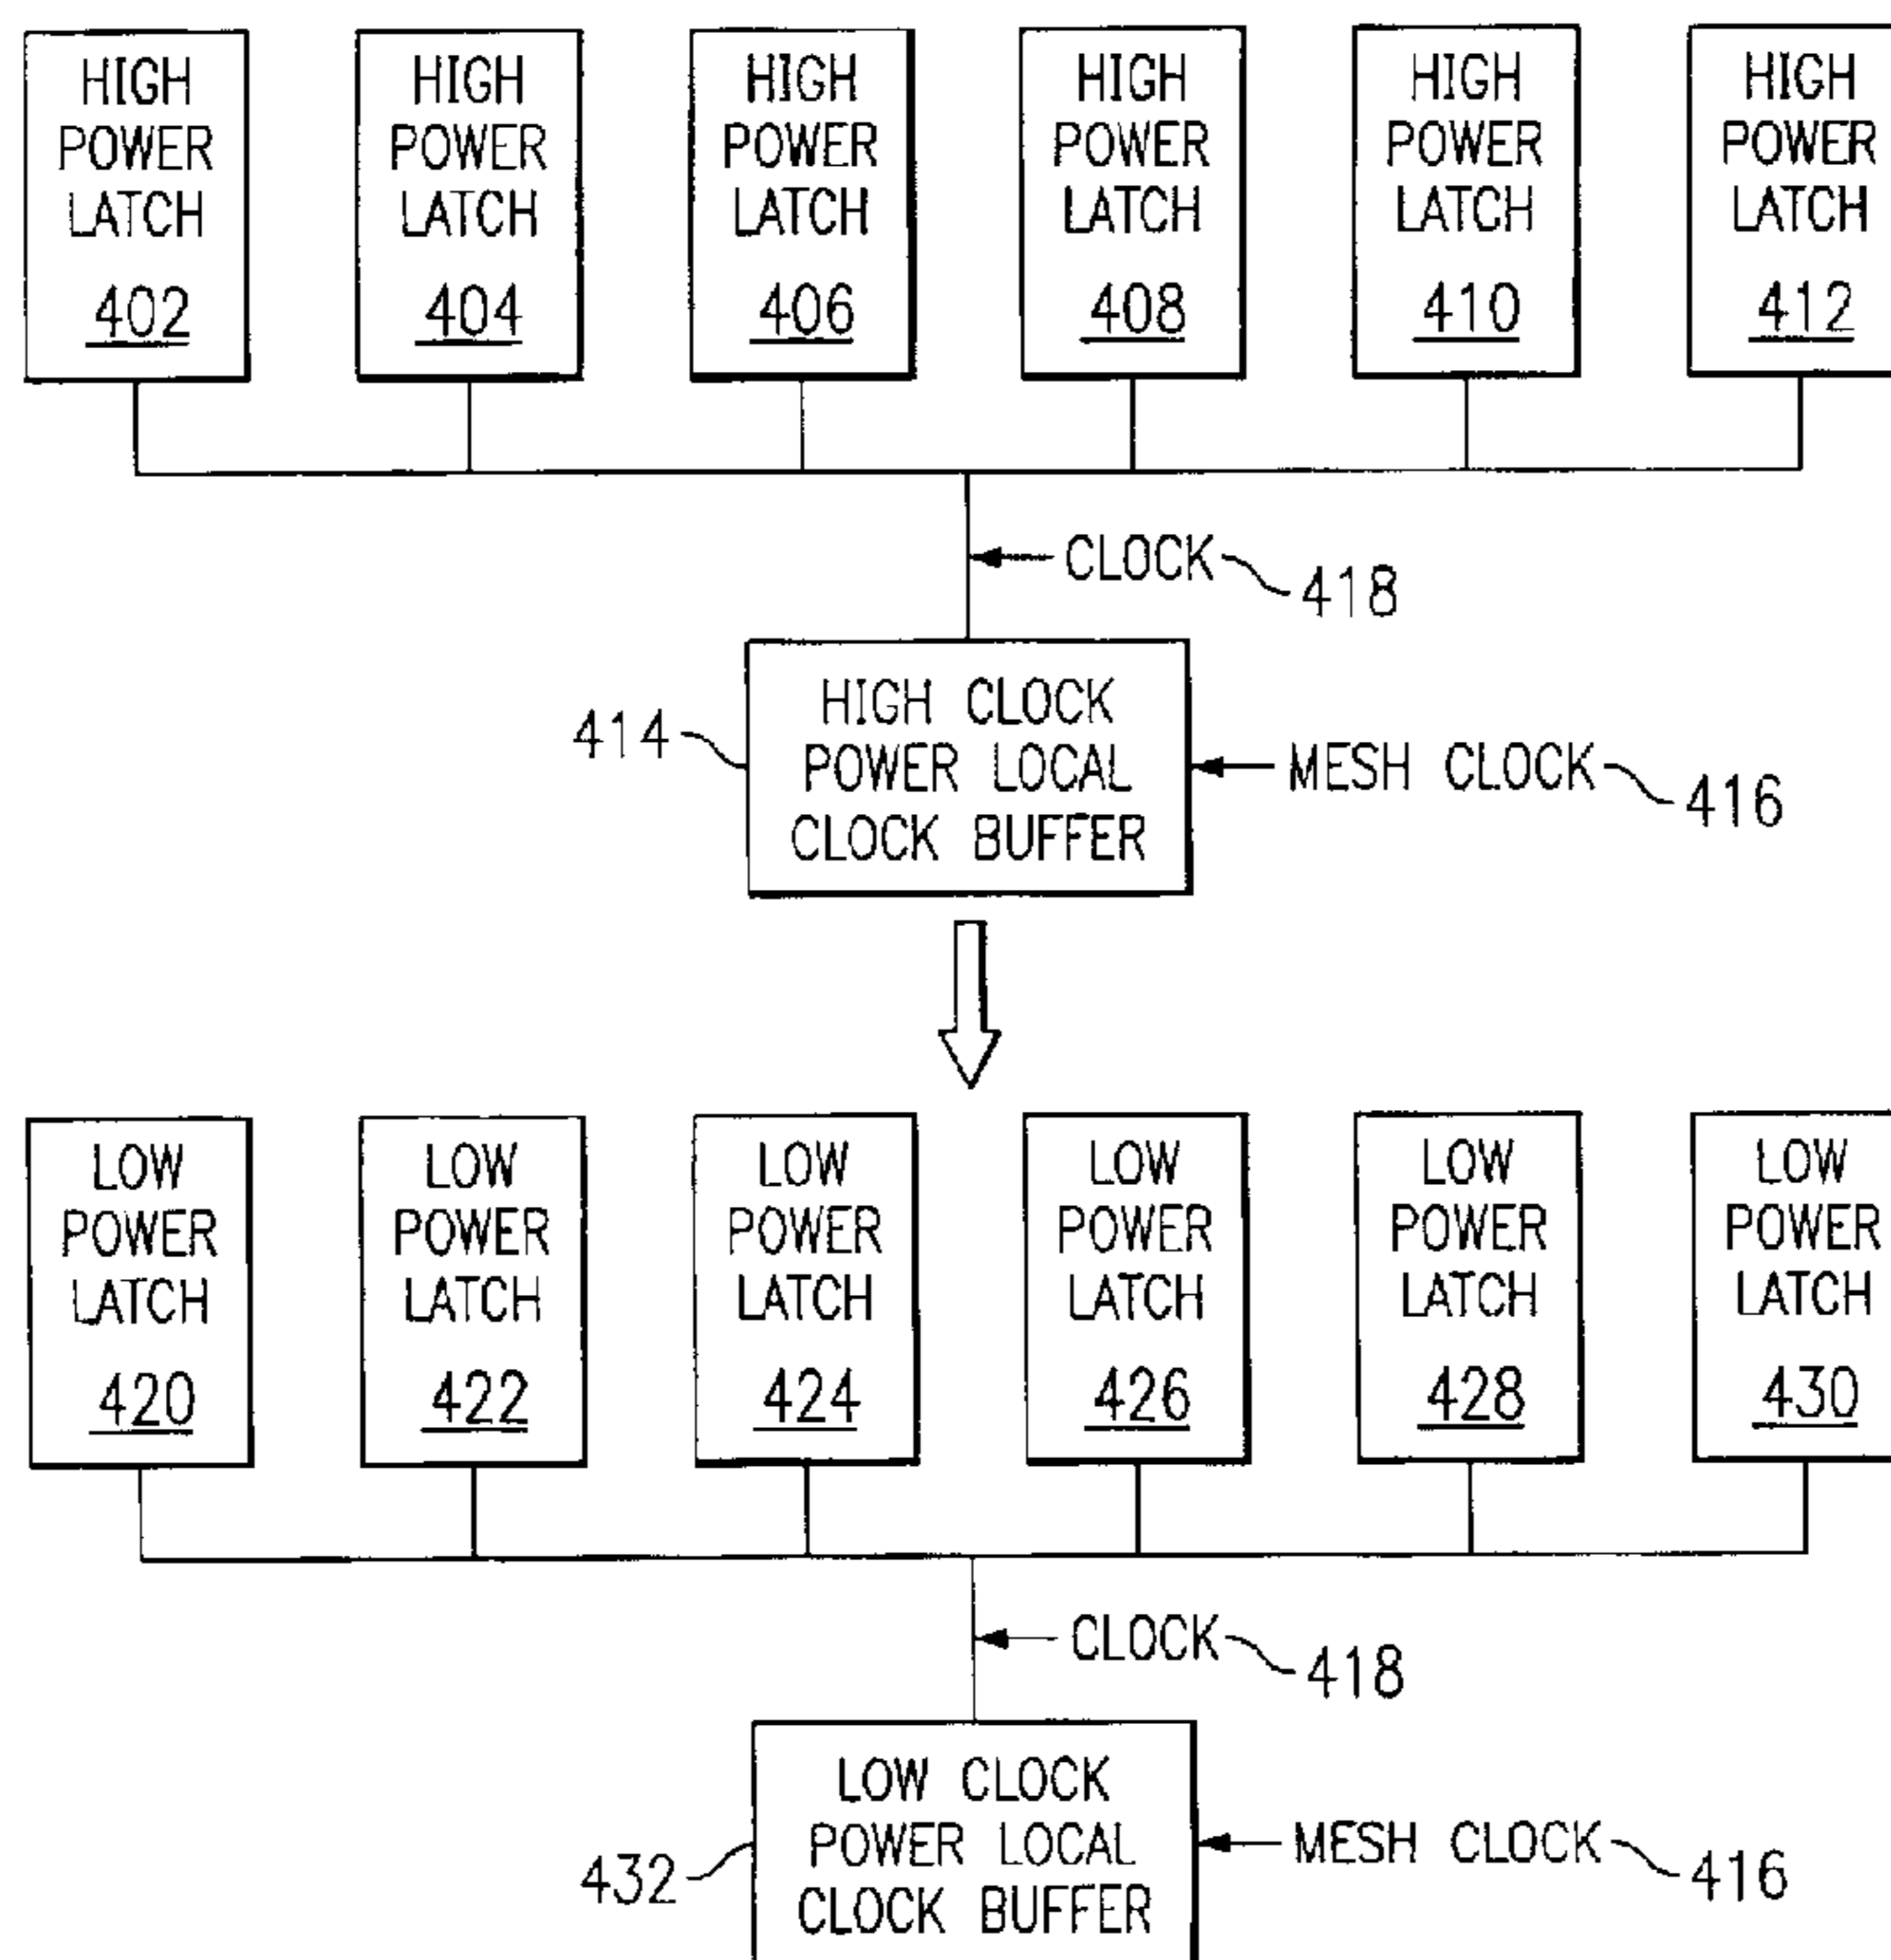 HIGH POWER LATCH 402
HIGH POWER LATCH 404
HIGH POWER LATCH 406
HIGH POWER LATCH 408
HIGH POWER LATCH 410
HIGH POWER LATCH 412
CLOCK 418
414
HIGH CLOCK
POWER LOCAL
CLOCK BUFFER
MESH CLOCK 416
LOW POWER LATCH 420
LOW POWER LATCH 422
LOW POWER LATCH 424
LOW POWER LATCH 426
LOW POWER LATCH 428
LOW POWER LATCH 430
CLOCK 418
432
LOW CLOCK
POWER LOCAL
CLOCK BUFFER
MESH CLOCK 416